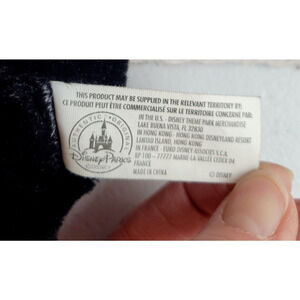 THIS PRODUCT MAY BE SUPPLIED IN THE RELEVANT TERRITORY BY:
CE PRODUIT PEUT ÊTRE COMMERCIALISÉ SUR LE TERRITOIRE CONCERNÉ PAR:
IN THE U.S. - DISNEY THEME PARK MERCHANDISE
LAKE BUENA VISTA, FL 32830
IN HONG KONG - HONG KONG DISNEYLAND RESORT
LANTAU ISLAND, HONG KONG
IN FRANCE - EURO DISNEY ASSOCIÉS S.C.A.
BP 100 - 77777 MARNE-LA-VALLÉE CEDEX 04
FRANCE
MADE IN CHINA
AUTHENTIC ORIGINAL
Disney Parks
© DISNEY